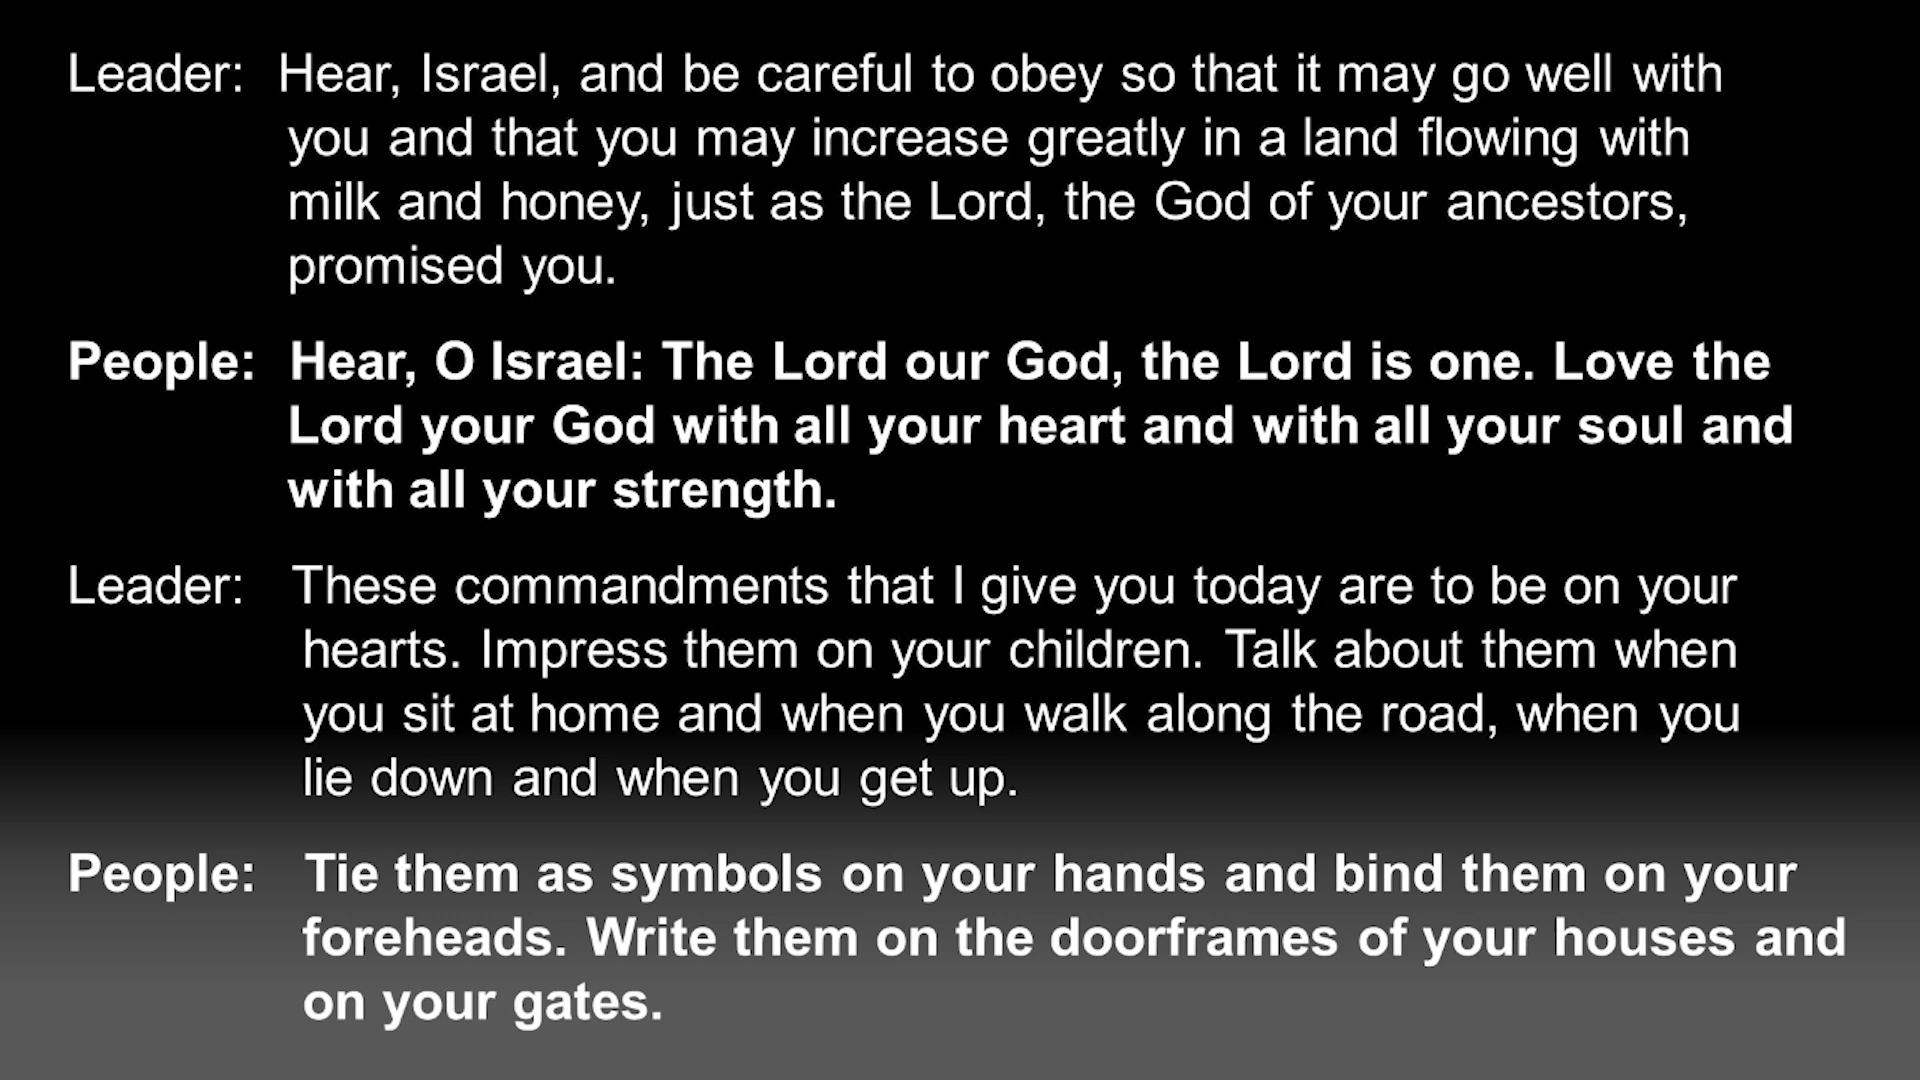 Leader: Hear, Israel, and be careful to obey so that it may go well with
you and that you may increase greatly in a land flowing with
milk and honey, just as the Lord, the God of your ancestors,
promised you.
People: Hear, O Israel: The Lord our God, the Lord is one. Love the
Lord your God with all your heart and with all your soul and
with all your strength.
Leader: These commandments that I give you today are to be on your
hearts. Impress them on your children. Talk about them when
you sit at home and when you walk along the road, when you
lie down and when you get up.
People: Tie them as symbols on your hands and bind them on your
foreheads. Write them on the doorframes of your houses and
on your gates.